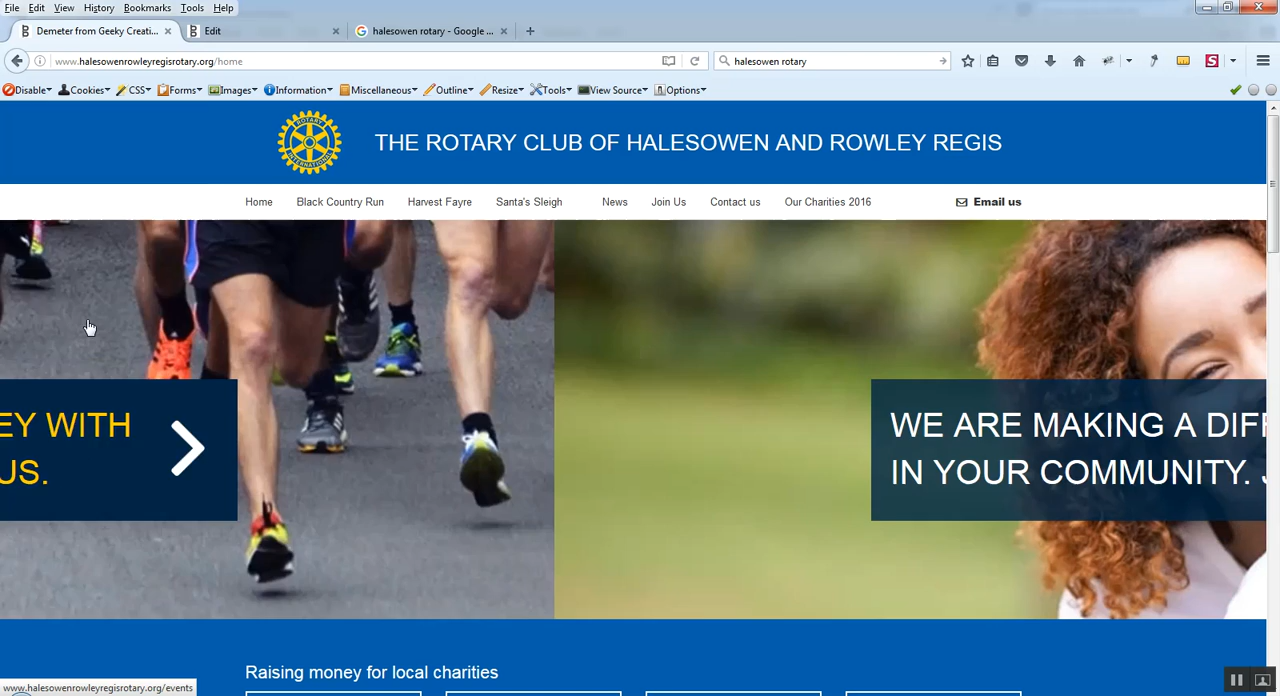 File Edit View History Bookmarks Tools Help
Demeter from Geeky Creati... × Edit × halesowen rotary - Google ... ×
www.halesowenrowleyregisrotary.org/home halesowen rotary
Disable Cookies CSS Forms Images Information Miscellaneous Outline Resize Tools View Source Options
ROTARY INTERNATIONAL
THE ROTARY CLUB OF HALESOWEN AND ROWLEY REGIS
Home Black Country Run Harvest Fayre Santa's Sleigh News Join Us Contact us Our Charities 2016 Email us
EY WITH
US.
WE ARE MAKING A DIFF
IN YOUR COMMUNITY.
Raising money for local charities
www.halesowenrowleyregisrotary.org/events